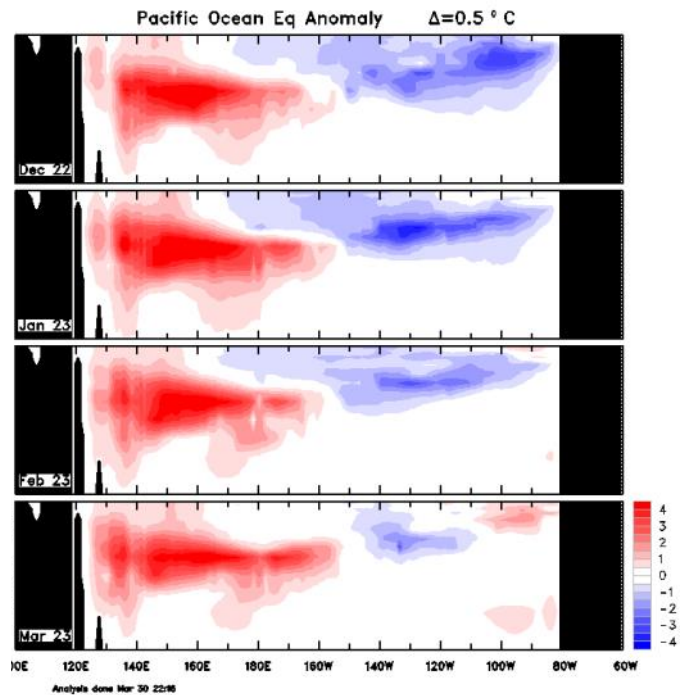 Pacific Ocean Eq Anomaly Δ=0.5 °C
Dec 22
Jan 23
Feb 23
Mar 23
4
3
2
1
0
-1
-2
-3
-4
00E 120E 140E 160E 180E 160W 140W 120W 100W 80W 60W
Analysis done Mar 30 22:16